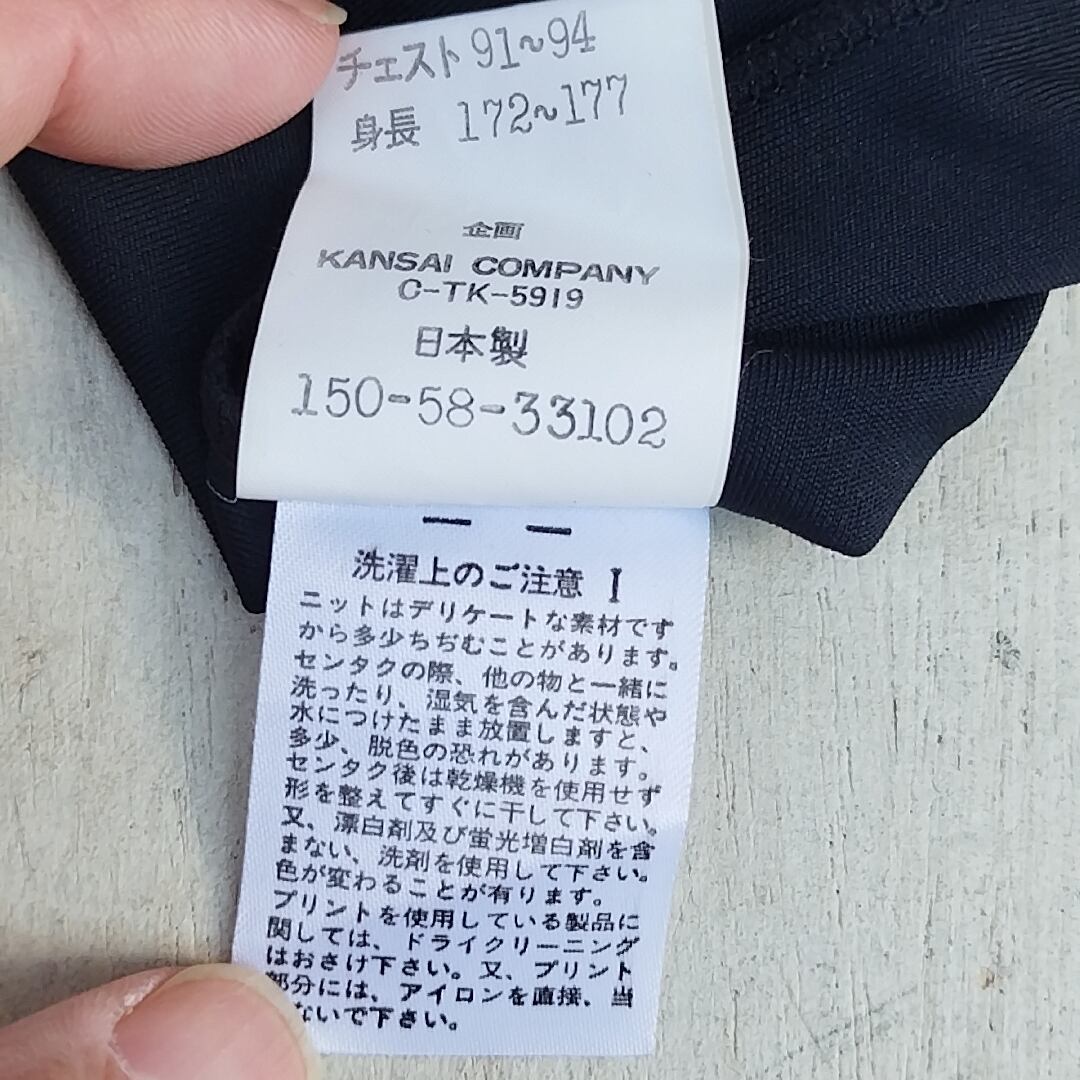 チェスト 91~94
身長 172~177
企画
KANSAI COMPANY
C-TK-5919
日本製
150-58-33102
洗濯上のご注意 I
ニットはデリケートな素材です
から多少ちぢむことがあります。
センタクの際、他の物と一緒に
洗ったり、湿気を含んだ状態や
水につけたまま放置しますと、
多少、脱色の恐れがあります。
センタク後は乾燥機を使用せず
形を整えてすぐに干して下さい。
又、漂白剤及び蛍光増白剤を含
まない、洗剤を使用して下さい。
色が変わることが有ります。
プリントを使用している製品に
関しては、ドライクリーニング
はおさけ下さい。又、プリント
部分には、アイロンを直接、当
ないで下さい。